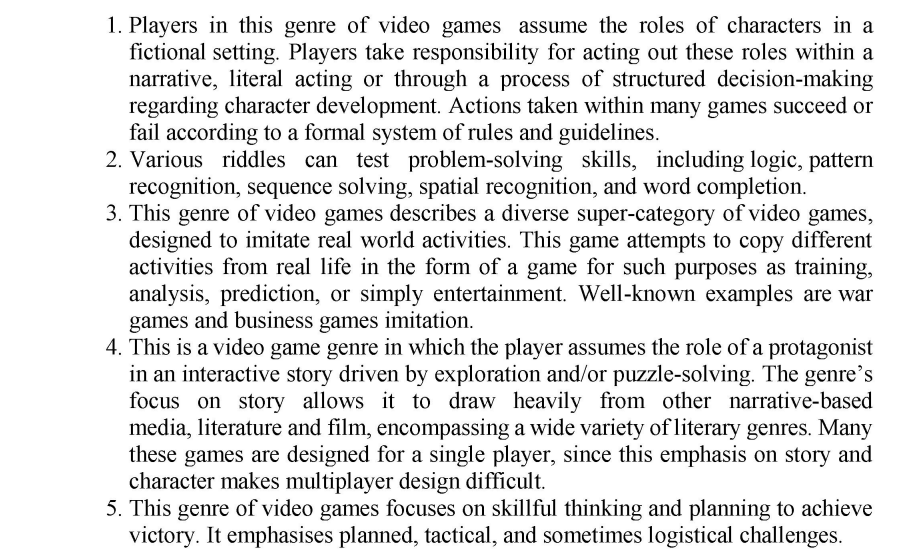 1. Players in this genre of video games assume the roles of characters in a
fictional setting. Players take responsibility for acting out these roles within a
narrative, literal acting or through a process of structured decision-making
regarding character development. Actions taken within many games succeed or
fail according to a formal system of rules and guidelines.
2. Various riddles can test problem-solving skills, including logic, pattern
recognition, sequence solving, spatial recognition, and word completion.
3. This genre of video games describes a diverse super-category of video games,
designed to imitate real world activities. This game attempts to copy different
activities from real life in the form of a game for such purposes as training,
analysis, prediction, or simply entertainment. Well-known examples are war
games and business games imitation.
4. This is a video game genre in which the player assumes the role of a protagonist
in an interactive story driven by exploration and/or puzzle-solving. The genre’s
focus on story allows it to draw heavily from other narrative-based
media, literature and film, encompassing a wide variety of literary genres. Many
these games are designed for a single player, since this emphasis on story and
character makes multiplayer design difficult.
5. This genre of video games focuses on skillful thinking and planning to achieve
victory. It emphasises planned, tactical, and sometimes logistical challenges.